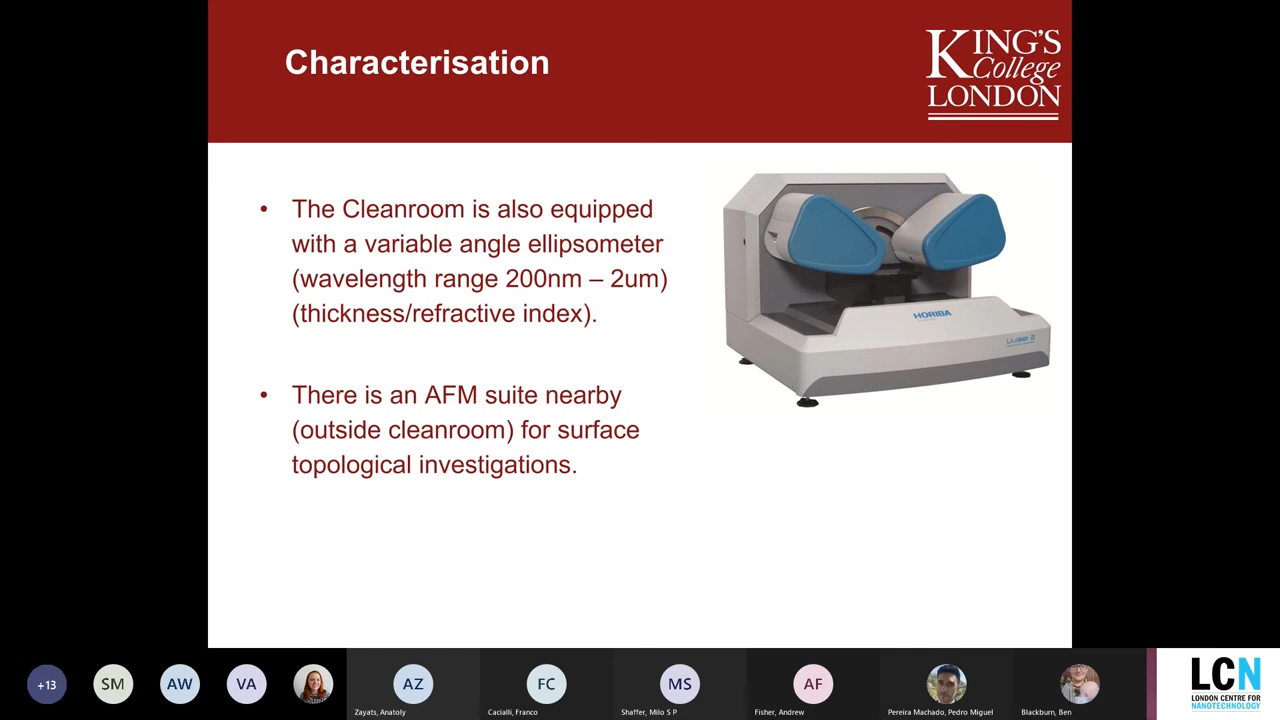 Characterisation
KING'S
College
LONDON
• The Cleanroom is also equipped
with a variable angle ellipsometer
(wavelength range 200nm – 2um)
(thickness/refractive index).
• There is an AFM suite nearby
(outside cleanroom) for surface
topological investigations.
HORIBA
+13
SM
AW
VA
AZ
FC
MS
AF
Zayats, Anatoly
Cacialli, Franco
Shaffer, Milo S P
Fisher, Andrew
Pereira Machado, Pedro Miguel
Blackburn, Ben
LCN
LONDON CENTRE FOR
NANOTECHNOLOGY